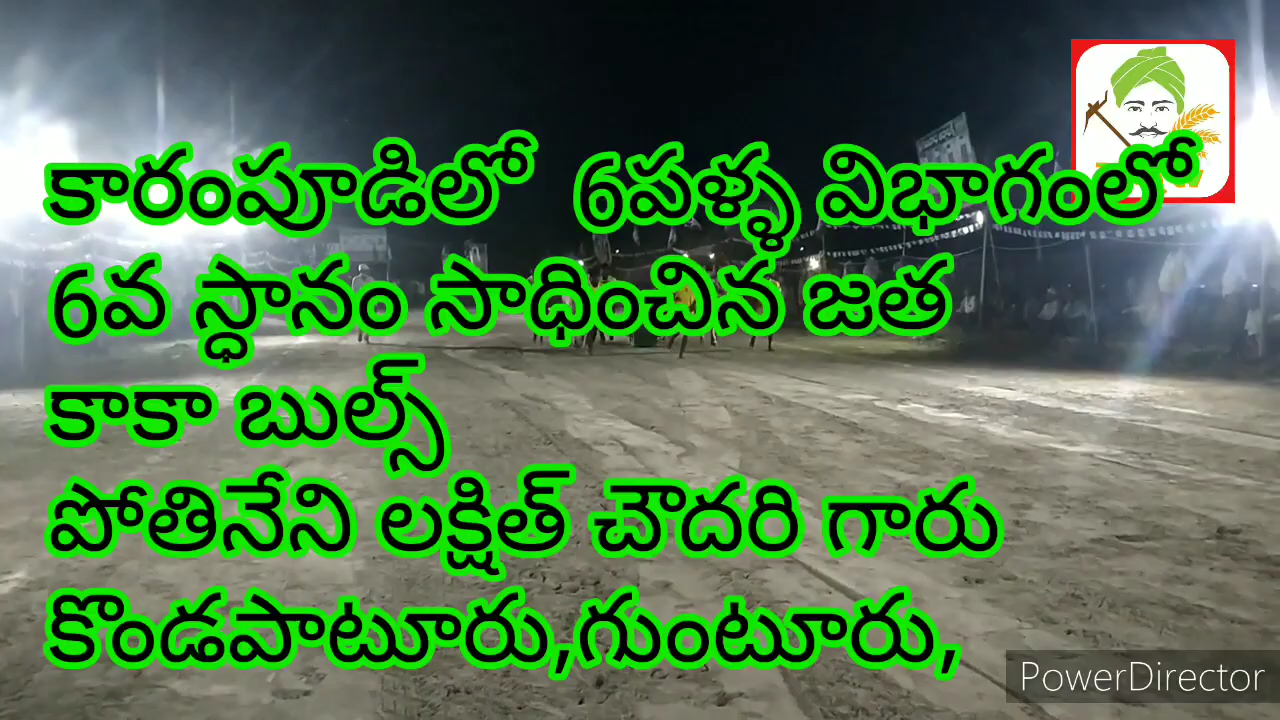 కారంపూడిలో 6పళ్ళ విభాగంలో
6వ స్ధానం సాధించిన జత
కాకా బుల్స్
పోతినేని లక్షిత్ చౌదరి గారు
కొండపాటూరు,గుంటూరు,
PowerDirector